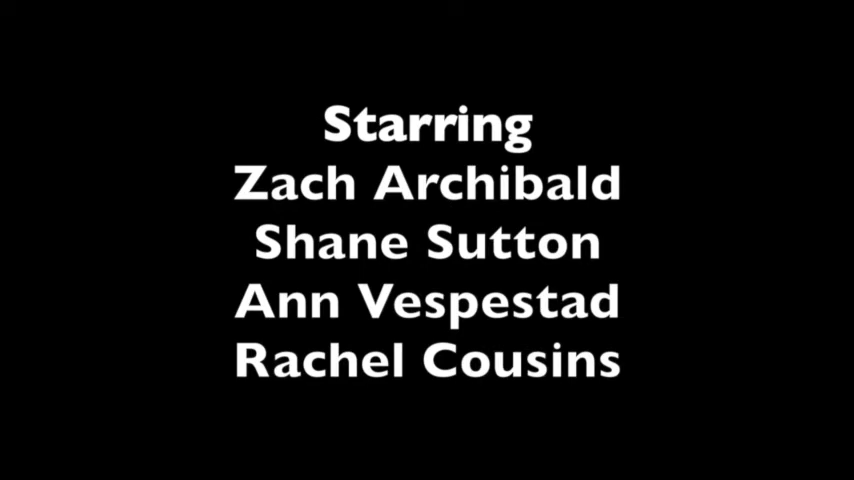 Starring
Zach Archibald
Shane Sutton
Ann Vespestad
Rachel Cousins